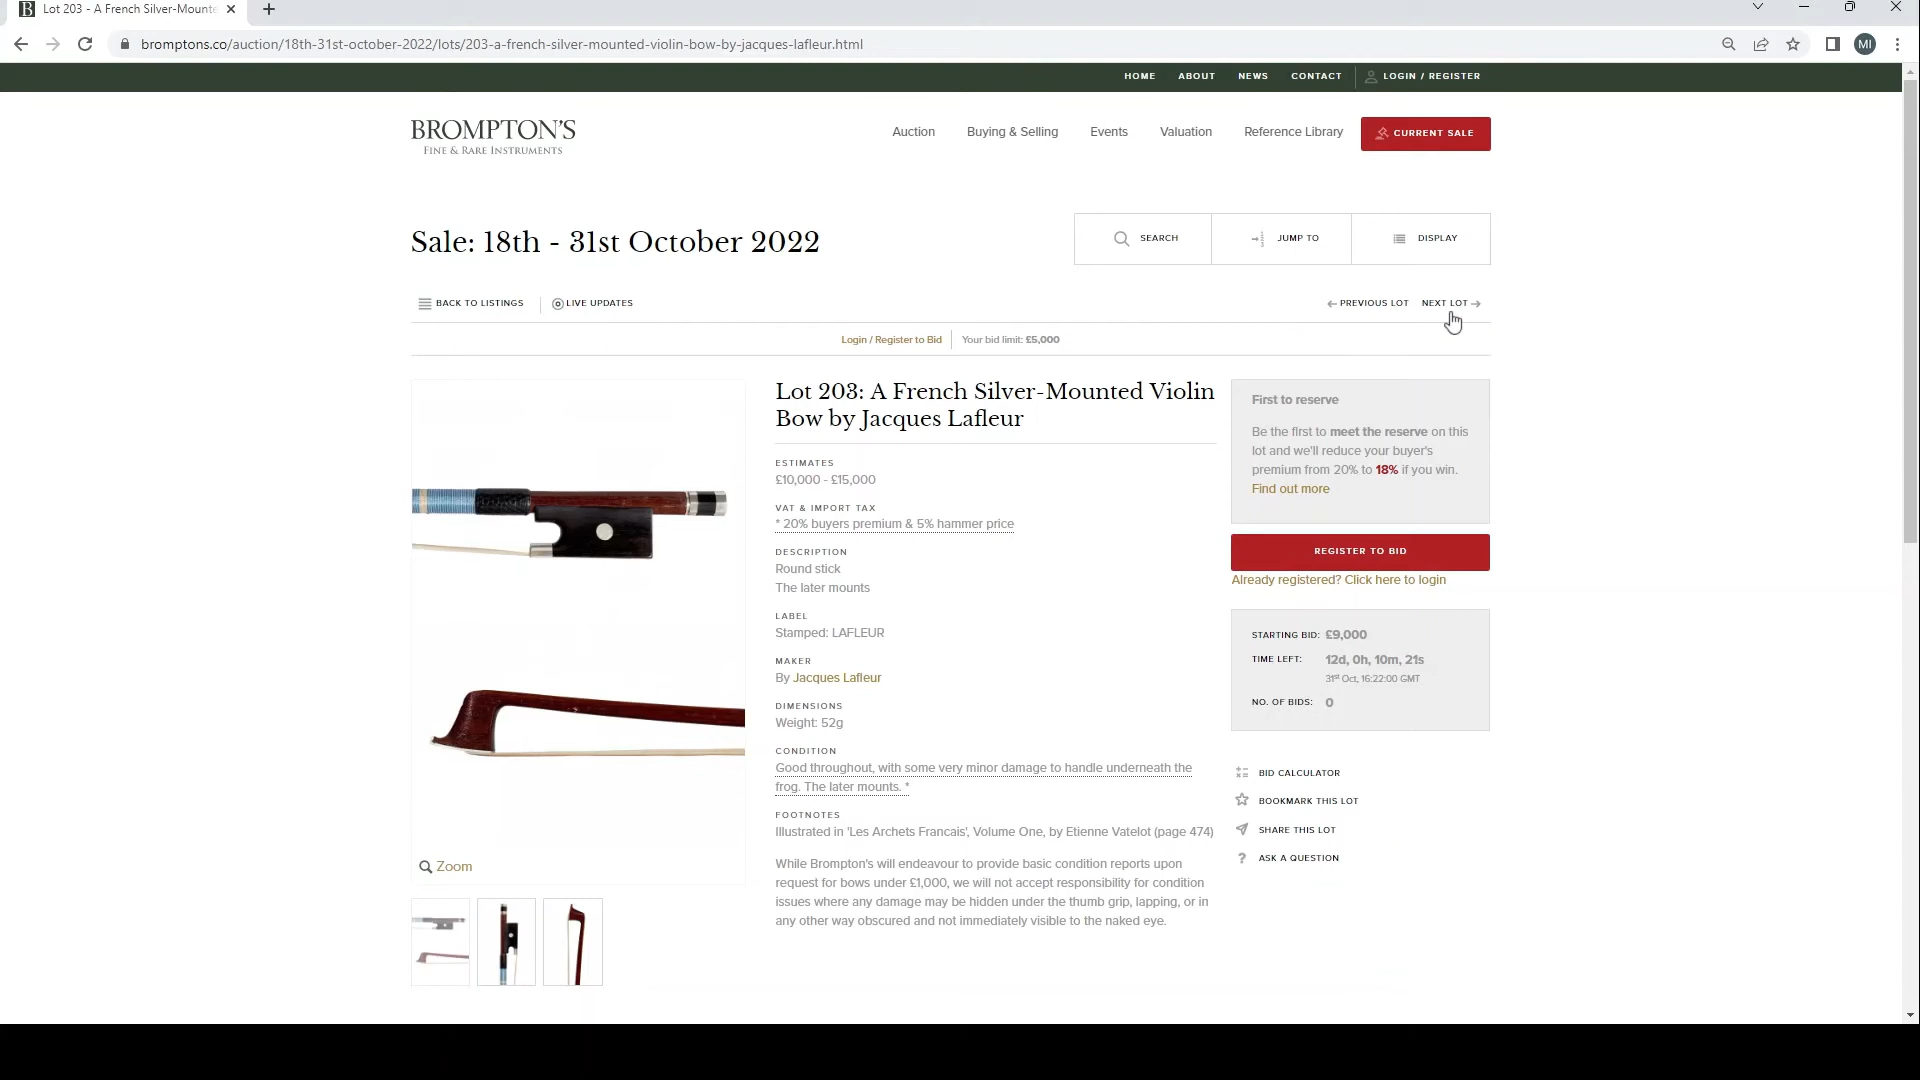 B Lot 203 - A French Silver-Mounte
bromptons.co/auction/18th-31st-october-2022/lots/203-a-french-silver-mounted-violin-bow-by-jacques-lafleur.html
MI
HOME ABOUT NEWS CONTACT LOGIN / REGISTER
BROMPTON'S
FINE & RARE INSTRUMENTS
Auction Buying & Selling Events Valuation Reference Library CURRENT SALE
Sale: 18th - 31st October 2022
SEARCH JUMP TO DISPLAY
BACK TO LISTINGS LIVE UPDATES PREVIOUS LOT NEXT LOT
Login / Register to Bid Your bid limit: £5,000
Lot 203: A French Silver-Mounted Violin
Bow by Jacques Lafleur
ESTIMATES
£10,000 - £15,000
VAT & IMPORT TAX
* 20% buyers premium & 5% hammer price
DESCRIPTION
Round stick
The later mounts
LABEL
Stamped: LAFLEUR
MAKER
By Jacques Lafleur
DIMENSIONS
Weight: 52g
CONDITION
Good throughout, with some very minor damage to handle underneath the
frog. The later mounts. *
FOOTNOTES
Illustrated in 'Les Archets Francais', Volume One, by Etienne Vatelot (page 474)
While Brompton's will endeavour to provide basic condition reports upon
request for bows under £1,000, we will not accept responsibility for condition
issues where any damage may be hidden under the thumb grip, lapping, or in
any other way obscured and not immediately visible to the naked eye.
Zoom
First to reserve
Be the first to meet the reserve on this
lot and we'll reduce your buyer's
premium from 20% to 18% if you win.
Find out more
REGISTER TO BID
Already registered? Click here to login
STARTING BID: £9,000
TIME LEFT: 12d, 0h, 10m, 21s
31st Oct, 16:22:00 GMT
NO. OF BIDS: 0
BID CALCULATOR
BOOKMARK THIS LOT
SHARE THIS LOT
? ASK A QUESTION